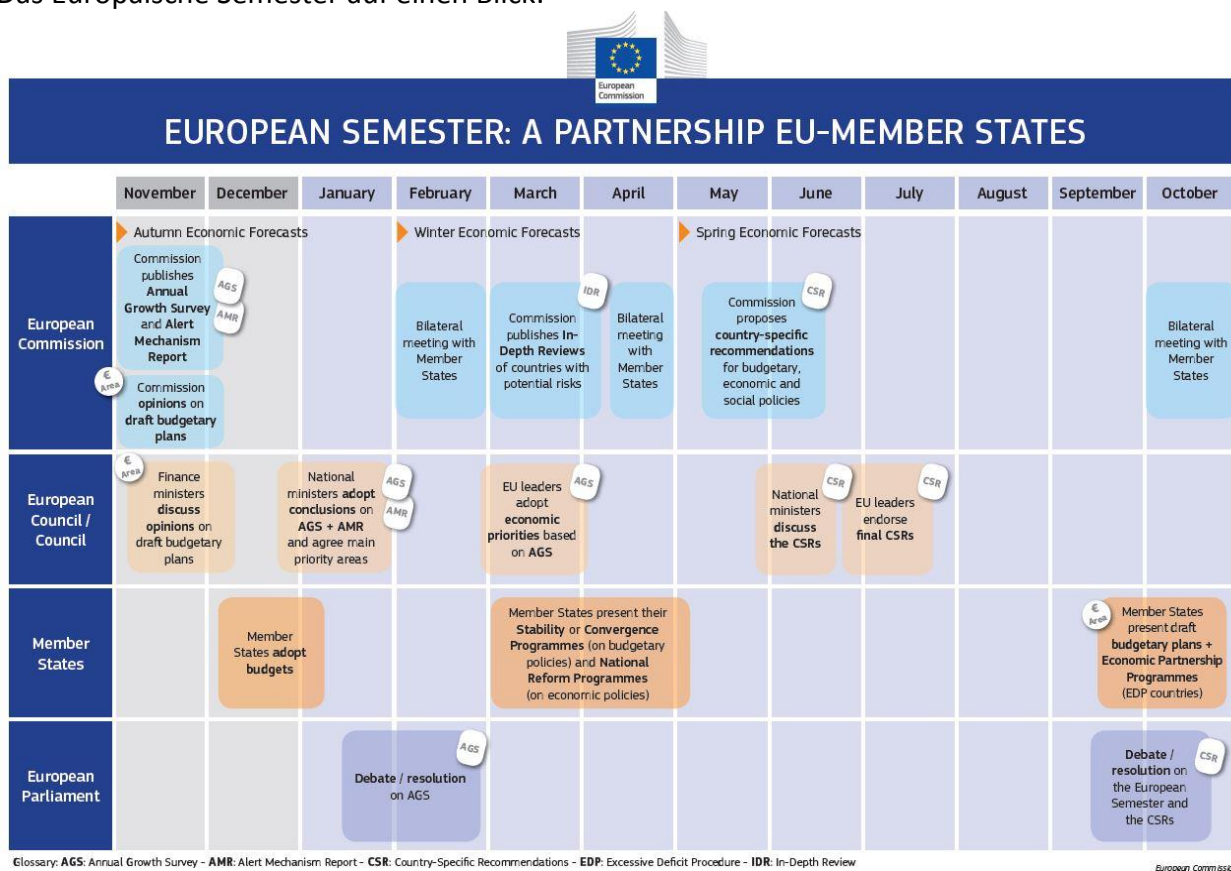 Das Europäische Semester auf einen Blick:
European
Commission
EUROPEAN SEMESTER: A PARTNERSHIP EU-MEMBER STATES
November December January February March April May June July August September October
European
Commission
Autumn Economic Forecasts
Winter Economic Forecasts
Spring Economic Forecasts
Commission
publishes
Annual
Growth Survey
and Alert
Mechanism
Report
AGS
AMR
€
Area
Commission
opinions on
draft budgetary
plans
Bilateral
meeting with
Member
States
Commission
publishes In-
Depth Reviews
of countries with
potential risks
IDR
Bilateral
meeting
with
Member
States
Commission
proposes
country-specific
recommendations
for budgetary,
economic and
social policies
CSR
Bilateral
meeting with
Member
States
European
Council /
Council
€
Area
Finance
ministers
discuss
opinions on
draft budgetary
plans
National
ministers adopt
conclusions on
AGS + AMR
and agree main
priority areas
AGS
AMR
EU leaders
adopt
economic
priorities based
on AGS
AGS
National
ministers
discuss
the CSRs
CSR
EU leaders
endorse
final CSRs
CSR
Member
States
Member
States adopt
budgets
Member States present their
Stability or Convergence
Programmes (on budgetary
policies) and National
Reform Programmes
(on economic policies)
€
Area
Member States
present draft
budgetary plans +
Economic Partnership
Programmes
(EDP countries)
European
Parliament
Debate / resolution
on AGS
AGS
Debate /
resolution on
the European
Semester and
the CSRs
CSR
Glossary: AGS: Annual Growth Survey - AMR: Alert Mechanism Report - CSR: Country-Specific Recommendations - EDP: Excessive Deficit Procedure - IDR: In-Depth Review
European Commissi